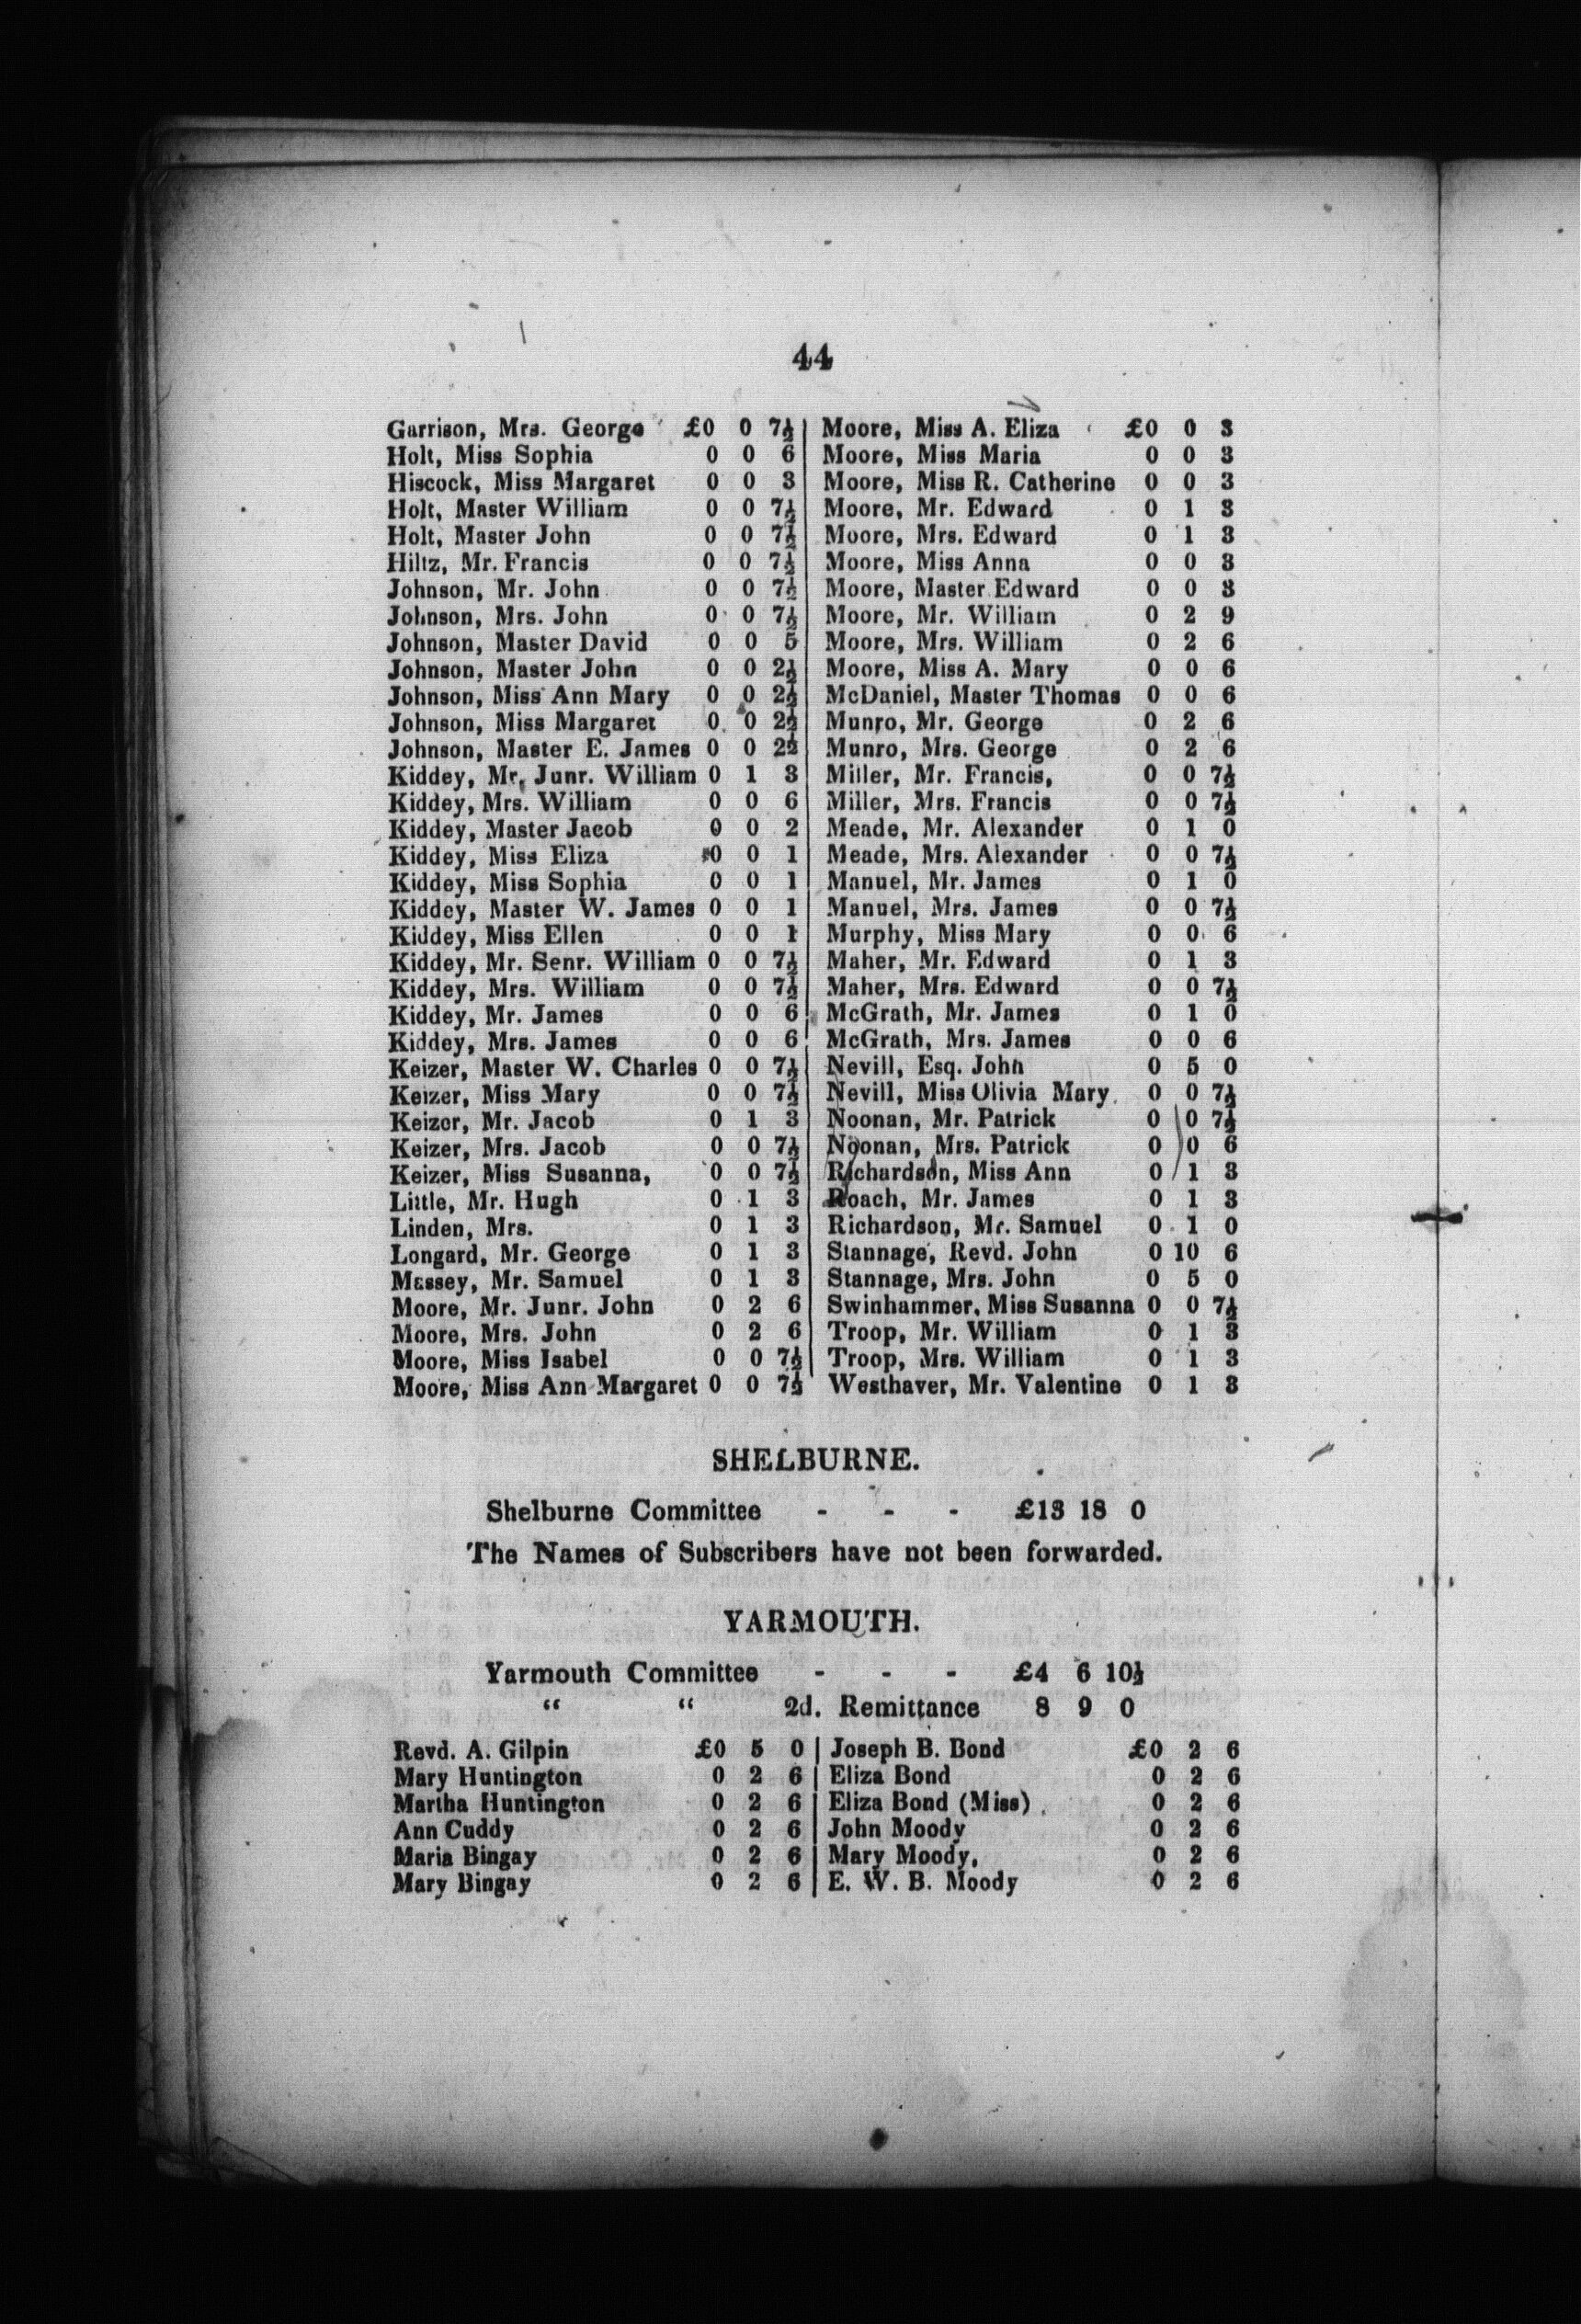 44
Garrison, Mrs. George £0 0 7½
Holt, Miss Sophia 0 0 6
Hiscock, Miss Margaret 0 0 3
Holt, Master William 0 0 7½
Holt, Master John 0 0 7½
Hiltz, Mr. Francis 0 0 7½
Johnson, Mr. John 0 0 7½
Johnson, Mrs. John 0 0 7½
Johnson, Master David 0 0 5
Johnson, Master John 0 0 2½
Johnson, Miss Ann Mary 0 0 2½
Johnson, Miss Margaret 0 0 2½
Johnson, Master E. James 0 0 2½
Kiddey, Mr. Junr. William 0 1 3
Kiddey, Mrs. William 0 0 6
Kiddey, Master Jacob 0 0 2
Kiddey, Miss Eliza 0 0 1
Kiddey, Miss Sophia 0 0 1
Kiddey, Master W. James 0 0 1
Kiddey, Miss Ellen 0 0 1
Kiddey, Mr. Senr. William 0 0 7½
Kiddey, Mrs. William 0 0 7½
Kiddey, Mr. James 0 0 6
Kiddey, Mrs. James 0 0 6
Keizer, Master W. Charles 0 0 7½
Keizer, Miss Mary 0 0 7½
Keizer, Mr. Jacob 0 1 3
Keizer, Mrs. Jacob 0 0 7½
Keizer, Miss Susanna, 0 0 7½
Little, Mr. Hugh 0 1 3
Linden, Mrs. 0 1 3
Longard, Mr. George 0 1 3
Massey, Mr. Samuel 0 1 3
Moore, Mr. Junr. John 0 2 6
Moore, Mrs. John 0 2 6
Moore, Miss Isabel 0 0 7½
Moore, Miss Ann Margaret 0 0 7½
Moore, Miss A. Eliza £0 0 3
Moore, Miss Maria 0 0 3
Moore, Miss R. Catherine 0 0 3
Moore, Mr. Edward 0 1 3
Moore, Mrs. Edward 0 1 3
Moore, Miss Anna 0 0 3
Moore, Master Edward 0 0 3
Moore, Mr. William 0 2 9
Moore, Mrs. William 0 2 6
Moore, Miss A. Mary 0 0 6
McDaniel, Master Thomas 0 0 6
Munro, Mr. George 0 2 6
Munro, Mrs. George 0 2 6
Miller, Mr. Francis, 0 0 7½
Miller, Mrs. Francis 0 0 7½
Meade, Mr. Alexander 0 1 0
Meade, Mrs. Alexander 0 0 7½
Manuel, Mr. James 0 1 0
Manuel, Mrs. James 0 0 7½
Murphy, Miss Mary 0 0 6
Maher, Mr. Edward 0 1 3
Maher, Mrs. Edward 0 0 7½
McGrath, Mr. James 0 1 0
McGrath, Mrs. James 0 0 6
Nevill, Esq. John 0 5 0
Nevill, Miss Olivia Mary 0 0 7½
Noonan, Mr. Patrick 0 0 7½
Noonan, Mrs. Patrick 0 0 6
Richardson, Miss Ann 0 1 3
Roach, Mr. James 0 1 3
Richardson, Mr. Samuel 0 1 0
Stannage, Revd. John 0 10 6
Stannage, Mrs. John 0 5 0
Swinhammer, Miss Susanna 0 0 7½
Troop, Mr. William 0 1 3
Troop, Mrs. William 0 1 3
Westhaver, Mr. Valentine 0 1 3
SHELBURNE.
Shelburne Committee - - - £13 18 0
The Names of Subscribers have not been forwarded.
YARMOUTH.
Yarmouth Committee - - - £4 6 10½
“ “ 2d. Remittance 8 9 0
Revd. A. Gilpin £0 5 0
Mary Huntington 0 2 6
Martha Huntington 0 2 6
Ann Cuddy 0 2 6
Maria Bingay 0 2 6
Mary Bingay 0 2 6
Joseph B. Bond £0 2 6
Eliza Bond 0 2 6
Eliza Bond (Miss) 0 2 6
John Moody 0 2 6
Mary Moody, 0 2 6
E. W. B. Moody 0 2 6